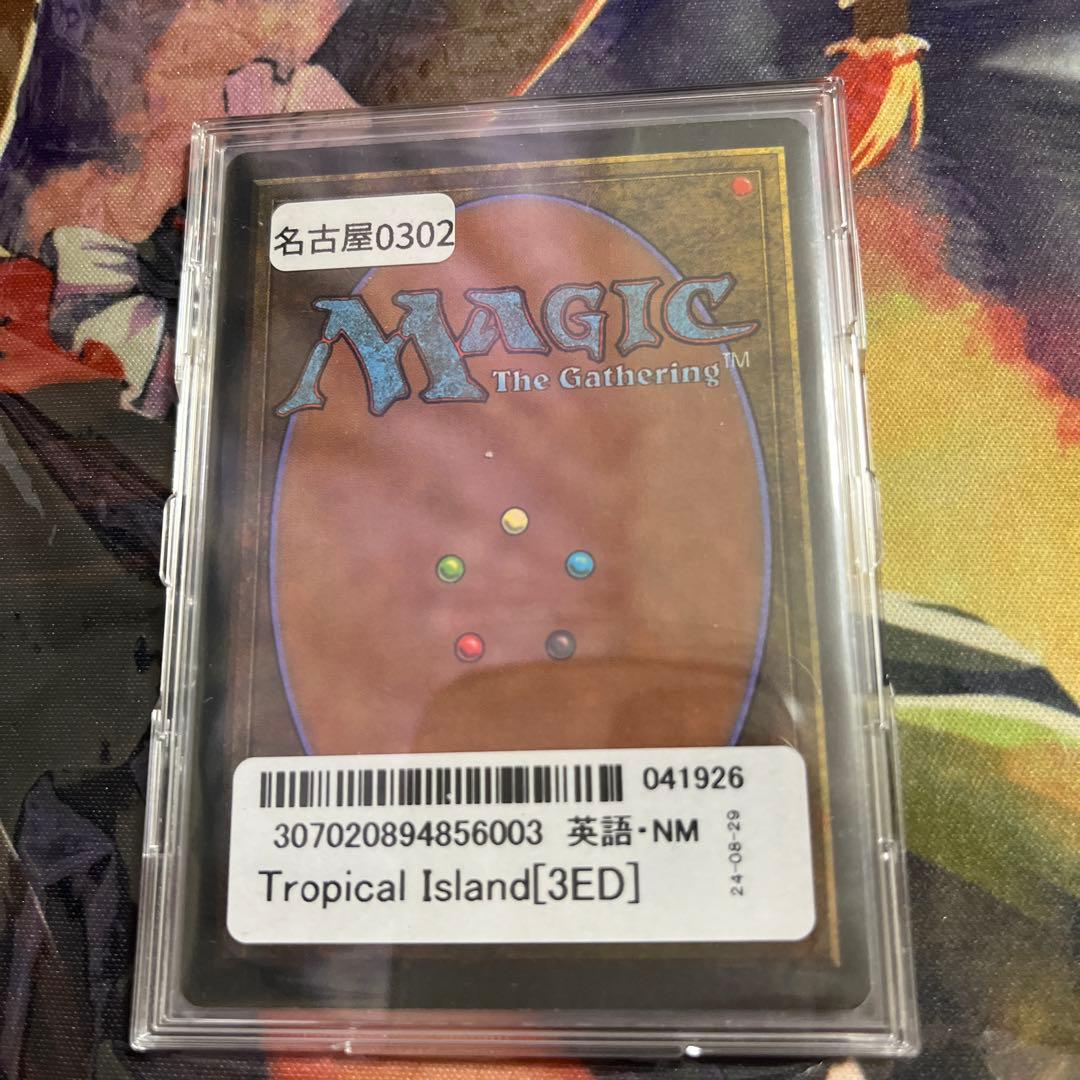 名古屋0302
MAGIC
The Gathering™
041926
307020894856003 英語・NM
24-08-29
Tropical Island[3ED]